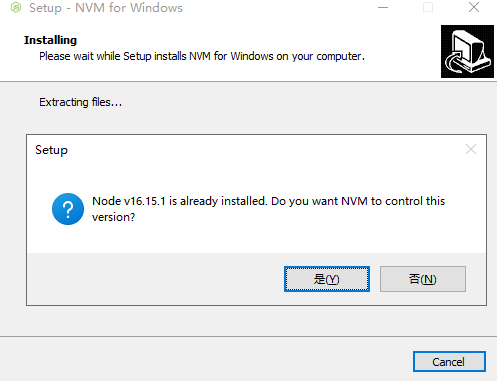 Setup - NVM for Windows
Installing
Please wait while Setup installs NVM for Windows on your computer.
Extracting files...
Setup
Node v16.15.1 is already installed. Do you want NVM to control this
version?
是(Y)
否(N)
Cancel